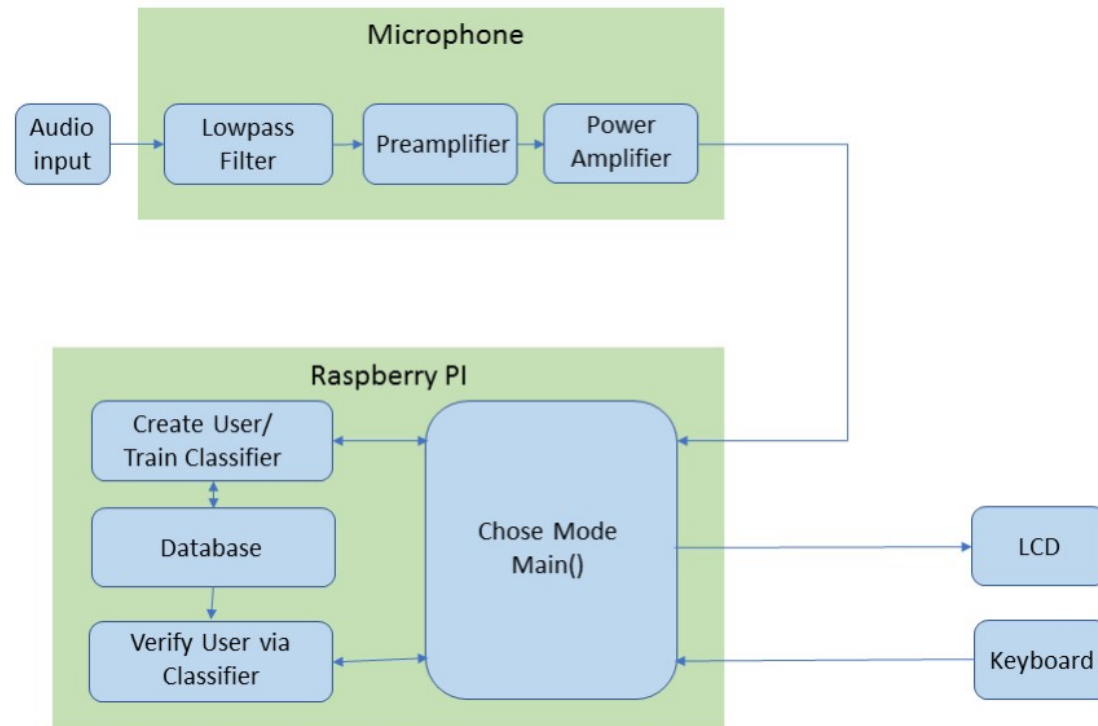 Microphone
Audio
input
Lowpass
Filter
Preamplifier
Power
Amplifier
Raspberry PI
Create User/
Train Classifier
Database
Verify User via
Classifier
Chose Mode
Main()
LCD
Keyboard